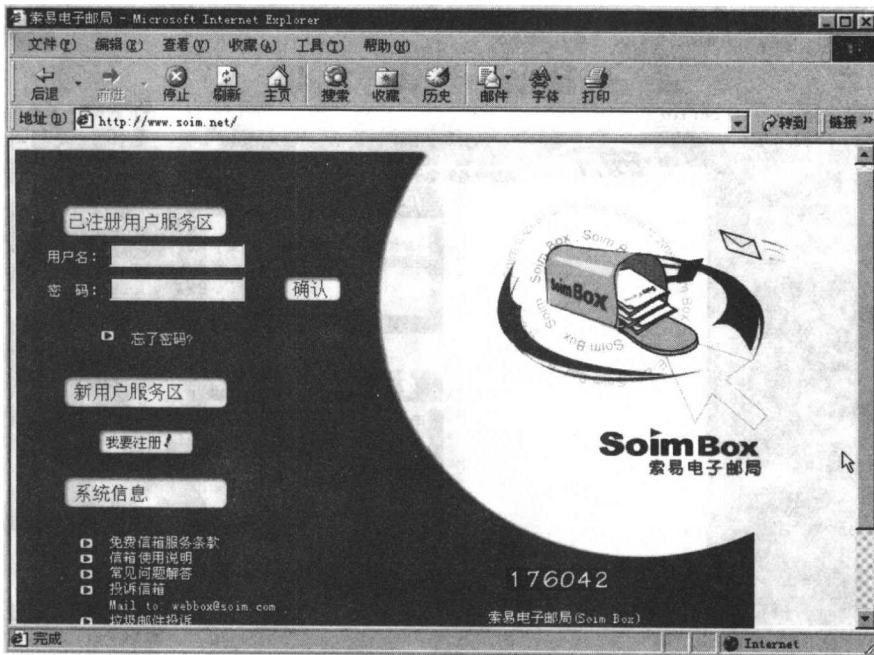 索易电子邮局 - Microsoft Internet Explorer
文件(F) 编辑(E) 查看(V) 收藏(A) 工具(T) 帮助(H)
后退 前进 停止 刷新 主页 搜索 收藏 历史 邮件 字体 打印
地址(D) http://www.soim.net/ 转到 链接 »
已注册用户服务区
用户名:
密 码: 确认
忘了密码?
新用户服务区
我要注册!
系统信息
免费信箱服务条款
信箱使用说明
常见问题解答
投诉信箱
Mail to: webbox@soim.com
垃圾邮件投诉
Soim Box . Soim B
Soim Box
Soim Box
SoimBox
索易电子邮局
176042
索易电子邮局(Soim Box)
完成 Internet